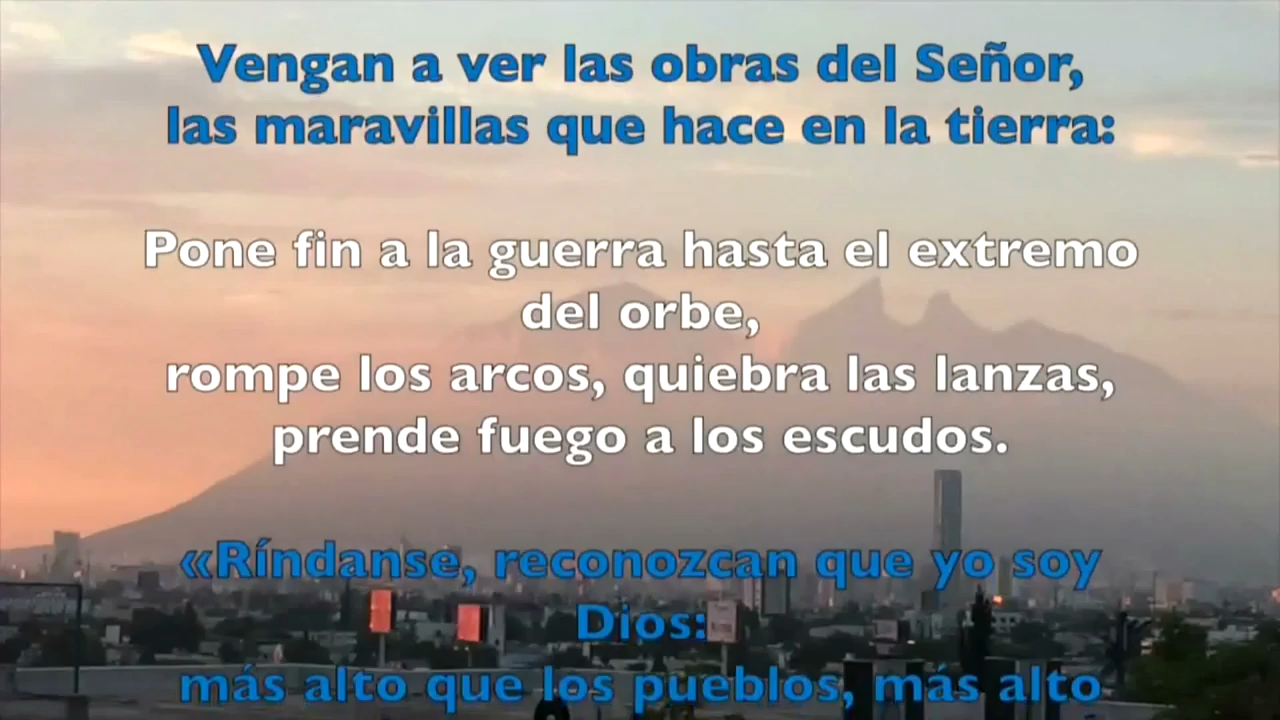 Vengan a ver las obras del Señor,
las maravillas que hace en la tierra:
Pone fin a la guerra hasta el extremo
del orbe,
rompe los arcos, quiebra las lanzas,
prende fuego a los escudos.
«Ríndanse, reconozcan que yo soy
Dios:
más alto que los pueblos, más alto